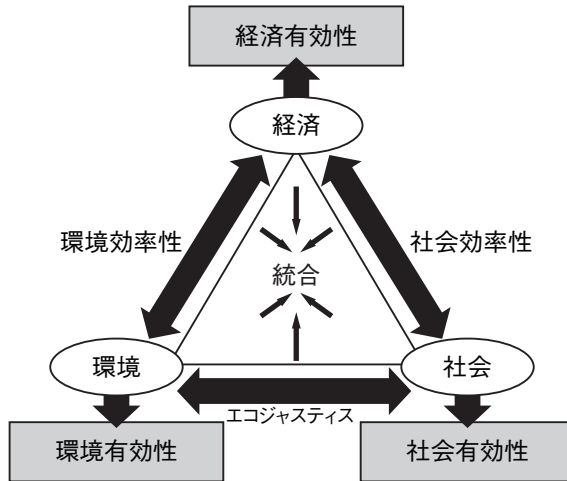 経済有効性
経済
環境効率性
社会効率性
統合
環境
社会
エコジャスティス
環境有効性
社会有効性